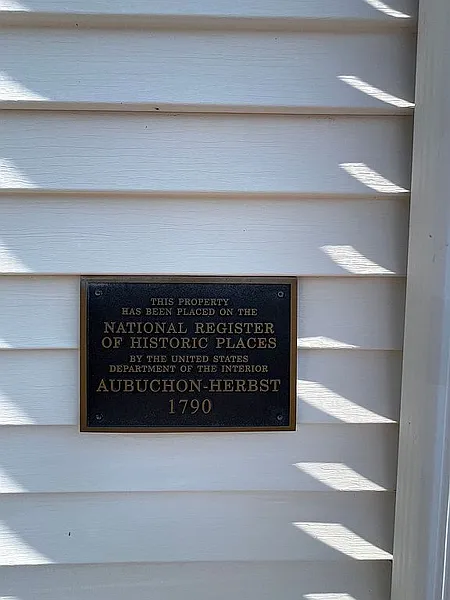 THIS PROPERTY
HAS BEEN PLACED ON THE
NATIONAL REGISTER
OF HISTORIC PLACES
BY THE UNITED STATES
DEPARTMENT OF THE INTERIOR
AUBUCHON-HERBST
1790